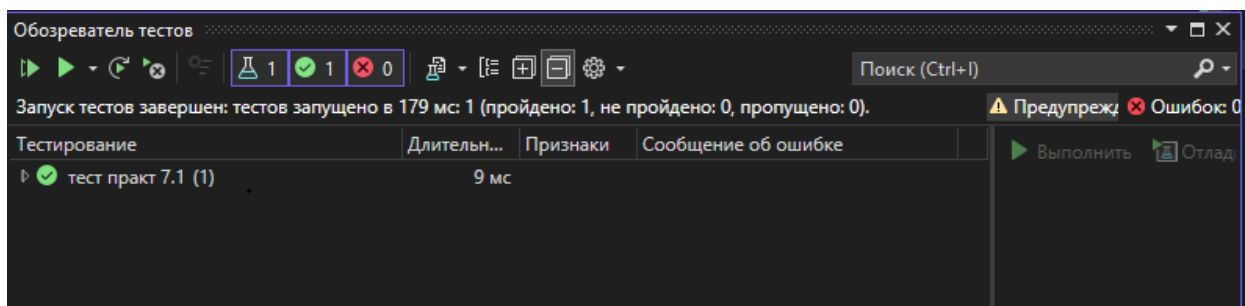 Обозреватель тестов
1 1 0 Поиск (Ctrl+I)
Запуск тестов завершен: тестов запущено в 179 мс: 1 (пройдено: 1, не пройдено: 0, пропущено: 0). Предупрежд Ошибок: 0
Тестирование Длительн... Признаки Сообщение об ошибке Выполнить Отлад
тест практ 7.1 (1) 9 мс